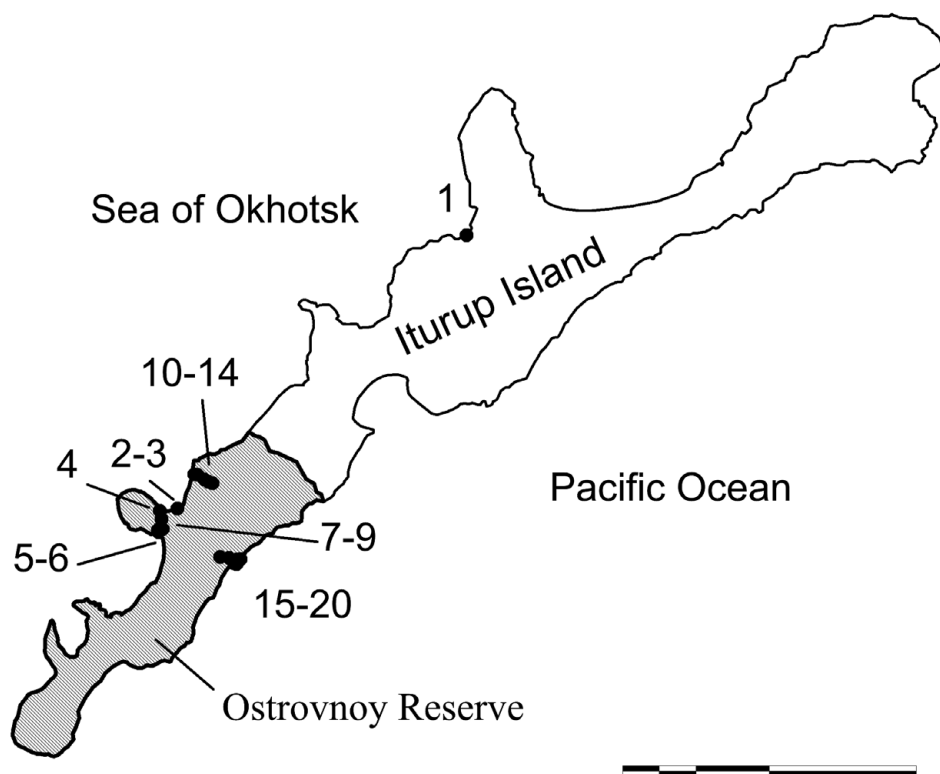 1
Sea of Okhotsk
Iturup Island
10-14
2-3
4
Pacific Ocean
7-9
5-6
15-20
Ostrovnoy Reserve